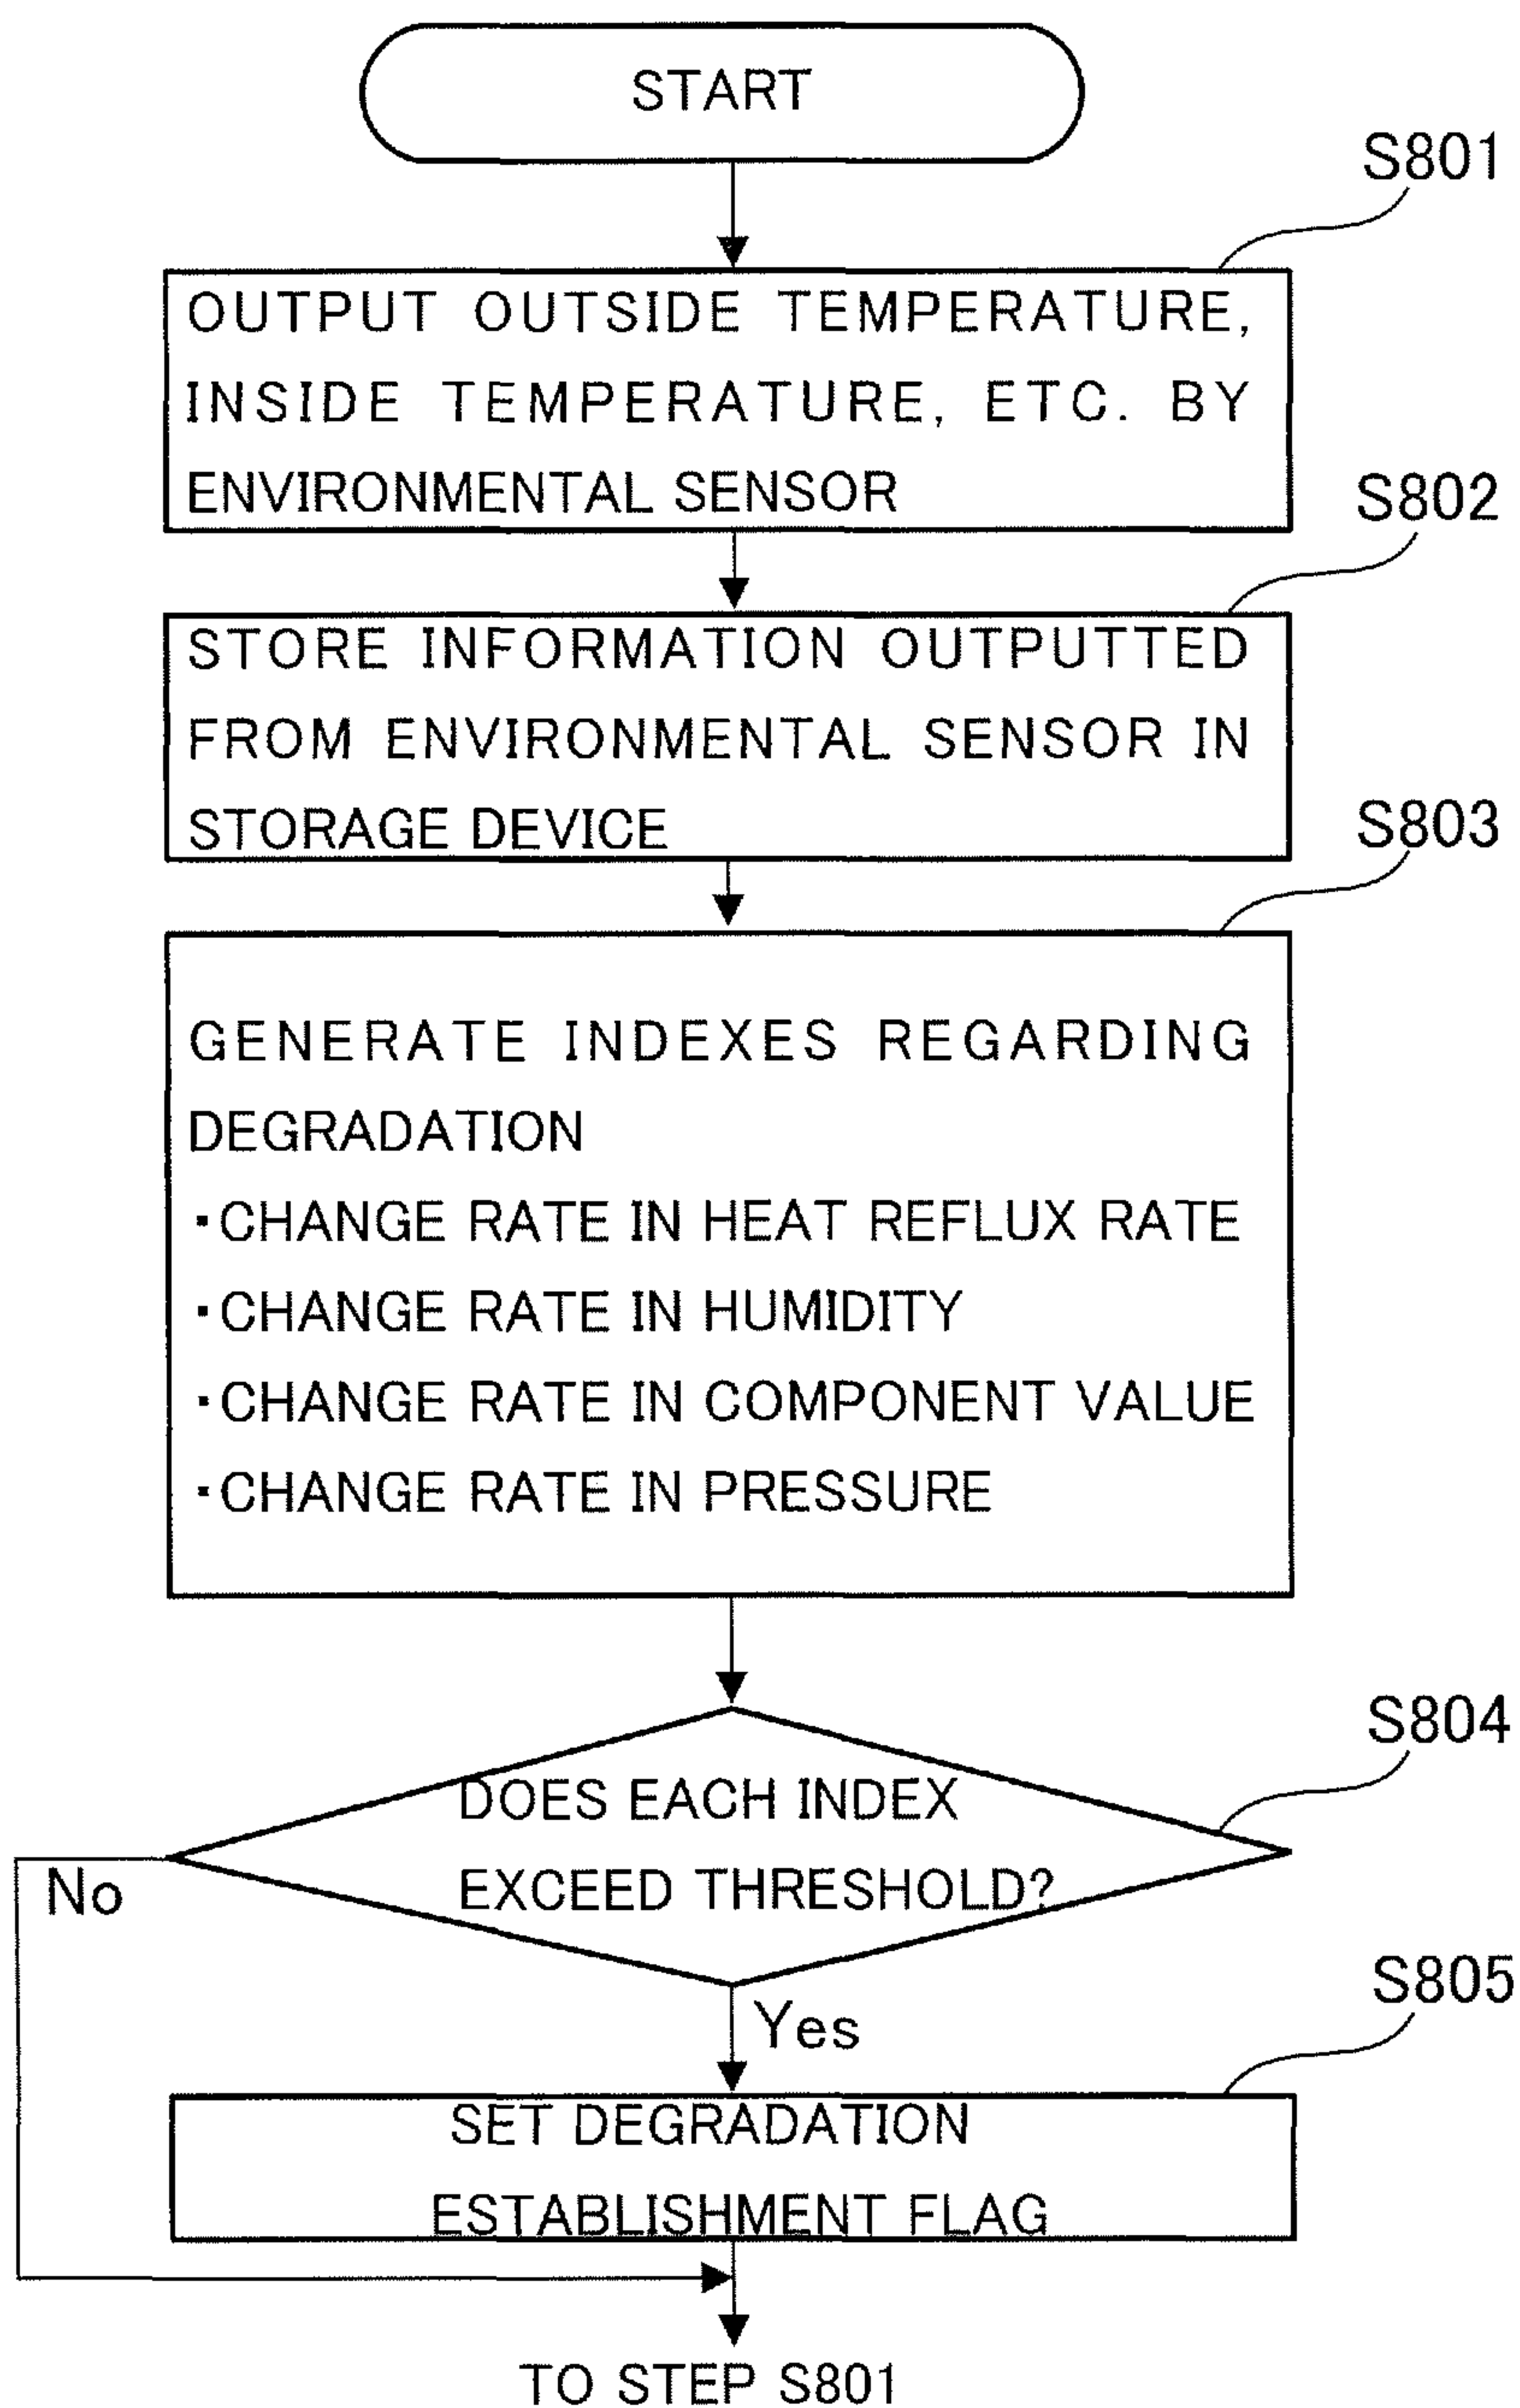 START
S801
OUTPUT OUTSIDE TEMPERATURE,
INSIDE TEMPERATURE, ETC. BY
ENVIRONMENTAL SENSOR
S802
STORE INFORMATION OUTPUTTED
FROM ENVIRONMENTAL SENSOR IN
STORAGE DEVICE
S803
GENERATE INDEXES REGARDING
DEGRADATION
・CHANGE RATE IN HEAT REFLUX RATE
・CHANGE RATE IN HUMIDITY
・CHANGE RATE IN COMPONENT VALUE
・CHANGE RATE IN PRESSURE
S804
DOES EACH INDEX
EXCEED THRESHOLD?
No
Yes
S805
SET DEGRADATION
ESTABLISHMENT FLAG
TO STEP S801